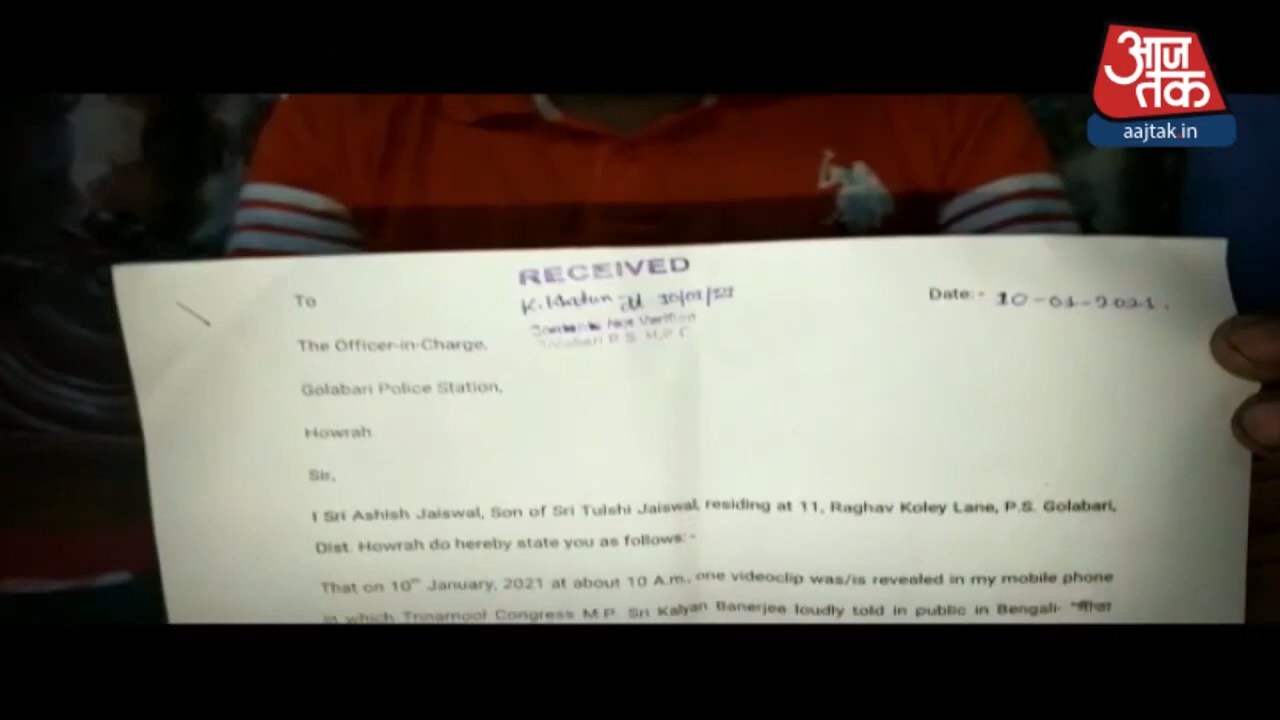 आज
तक
aajtak.in
RECEIVED
To
Date:- 10-01-2021.
Not Verified
The Officer-in-Charge,
Golabari Police Station,
Howrah
Sir,
I Sri Ashish Jaiswal, Son of Sri Tulshi Jaiswal, residing at 11, Raghav Koley Lane, P.S. Golabari,
Dist. Howrah do hereby state you as follows:-
That on 10th January, 2021 at about 10 A.m, one videoclip was/is revealed in my mobile phone
in which Trinamool Congress M.P. Sri Kalyan Banerjee loudly told in public in Bengali-